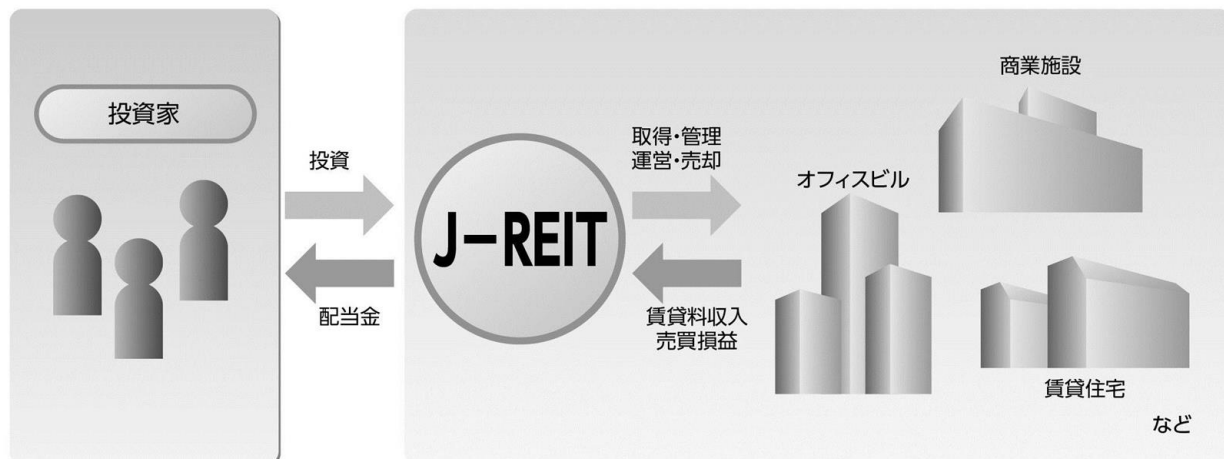 投資家
投資
配当金
J-REIT
取得・管理
運営・売却
賃貸料収入
売買損益
商業施設
オフィスビル
賃貸住宅
など